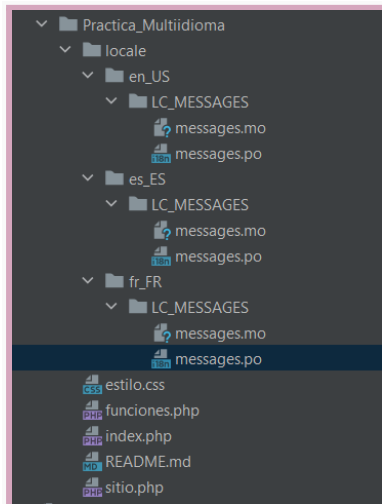 Practica_Multiidioma
locale
en_US
LC_MESSAGES
messages.mo
messages.po
es_ES
LC_MESSAGES
messages.mo
messages.po
fr_FR
LC_MESSAGES
messages.mo
messages.po
estilo.css
funciones.php
index.php
README.md
sitio.php